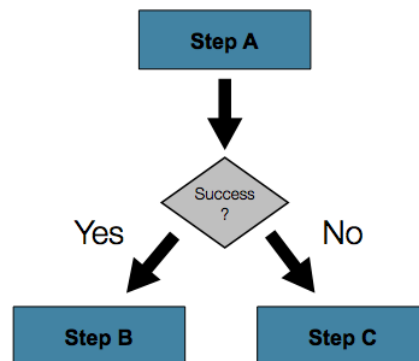 Step A
Success
?
Yes
No
Step B
Step C